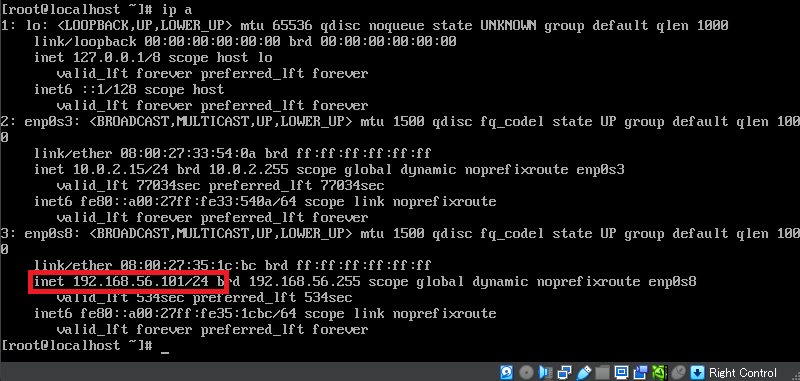 [root@localhost ~]# ip a
1: lo: <LOOPBACK,UP,LOWER_UP> mtu 65536 qdisc noqueue state UNKNOWN group default qlen 1000
    link/loopback 00:00:00:00:00:00 brd 00:00:00:00:00:00
    inet 127.0.0.1/8 scope host lo
       valid_lft forever preferred_lft forever
    inet6 ::1/128 scope host
       valid_lft forever preferred_lft forever
2: enp0s3: <BROADCAST,MULTICAST,UP,LOWER_UP> mtu 1500 qdisc fq_codel state UP group default qlen 100
0
    link/ether 08:00:27:33:54:0a brd ff:ff:ff:ff:ff:ff
    inet 10.0.2.15/24 brd 10.0.2.255 scope global dynamic noprefixroute enp0s3
       valid_lft 77034sec preferred_lft 77034sec
    inet6 fe80::a00:27ff:fe33:540a/64 scope link noprefixroute
       valid_lft forever preferred_lft forever
3: enp0s8: <BROADCAST,MULTICAST,UP,LOWER_UP> mtu 1500 qdisc fq_codel state UP group default qlen 100
0
    link/ether 08:00:27:35:1c:bc brd ff:ff:ff:ff:ff:ff
    inet 192.168.56.101/24 brd 192.168.56.255 scope global dynamic noprefixroute enp0s8
       valid_lft 534sec preferred_lft 534sec
    inet6 fe80::a00:27ff:fe35:1cbc/64 scope link noprefixroute
       valid_lft forever preferred_lft forever
[root@localhost ~]# _
Right Control